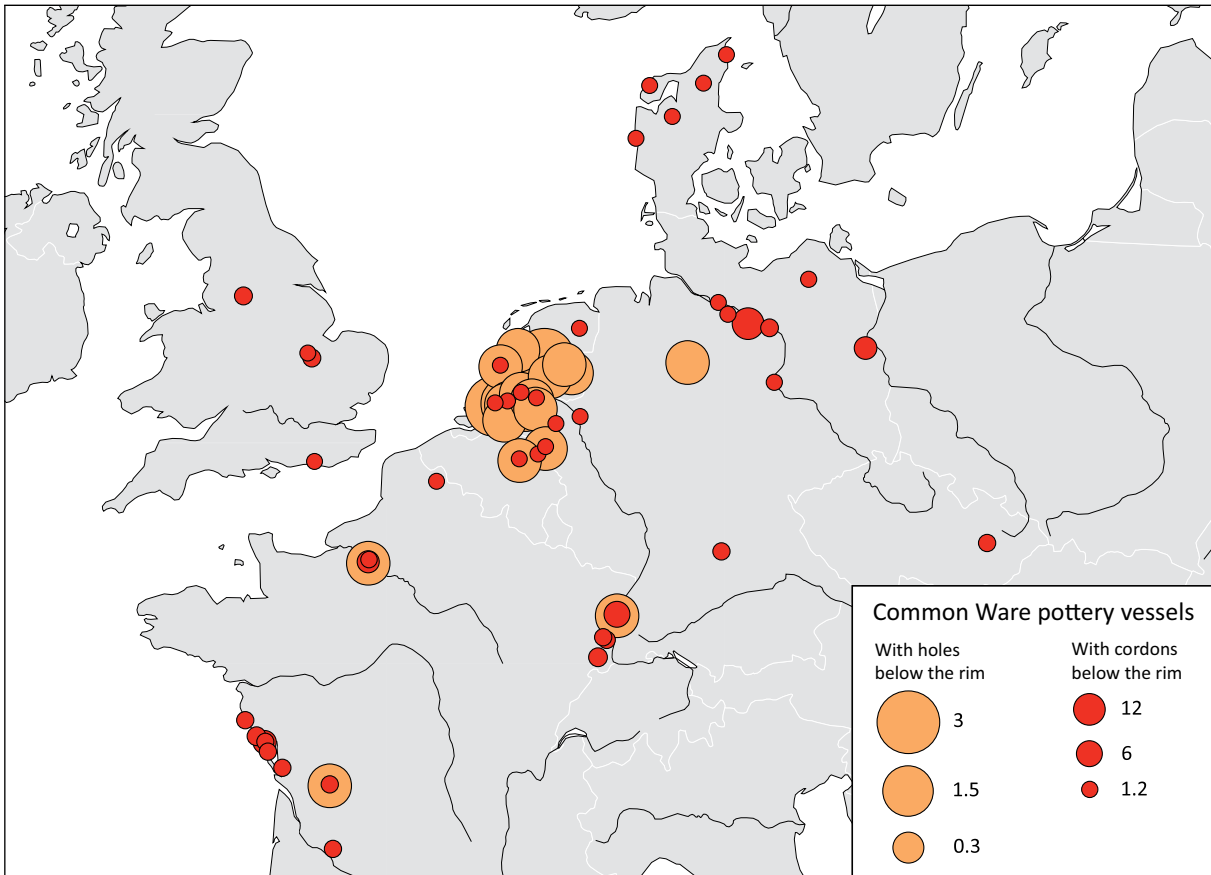 Common Ware pottery vessels
With holes
below the rim
3
1.5
0.3
With cordons
below the rim
12
6
1.2